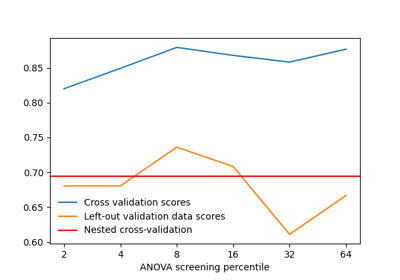 0.85
0.80
0.75
0.70
0.65
0.60
Cross validation scores
Left-out validation data scores
Nested cross-validation
2 4 8 16 32 64
ANOVA screening percentile